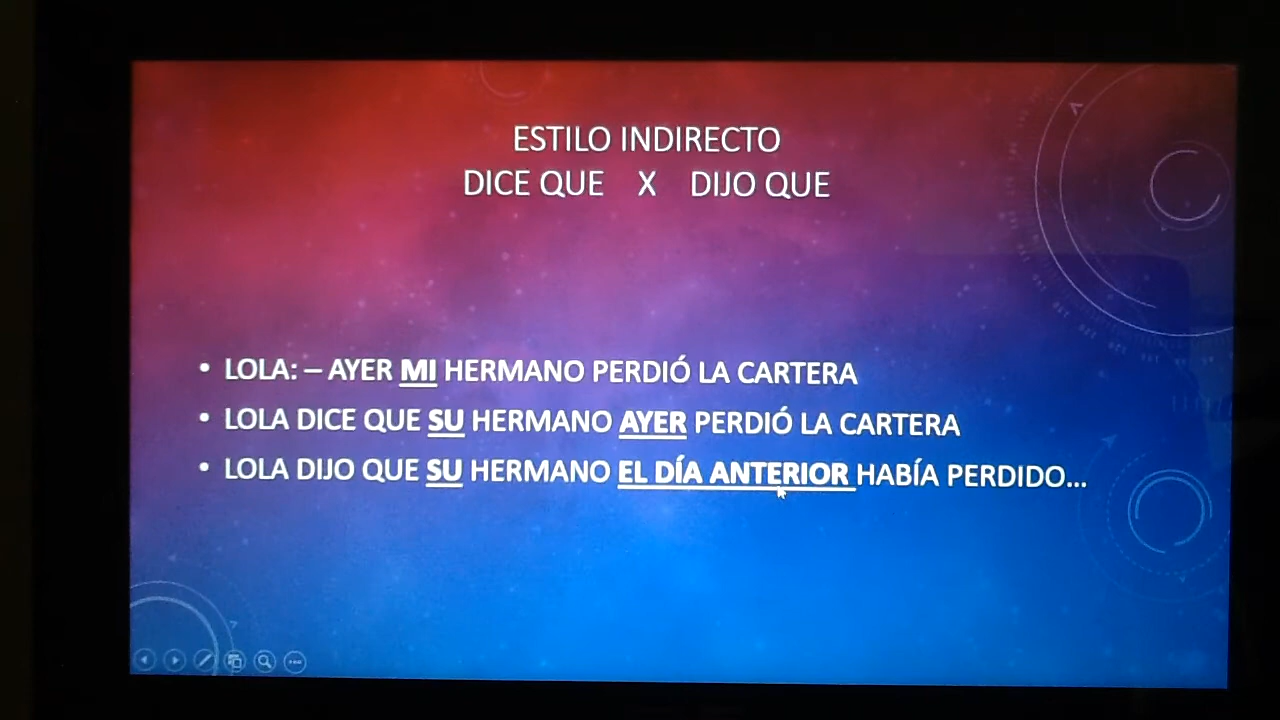 ESTILO INDIRECTO
DICE QUE X DIJO QUE
• LOLA: – AYER MI HERMANO PERDIÓ LA CARTERA
• LOLA DICE QUE SU HERMANO AYER PERDIÓ LA CARTERA
• LOLA DIJO QUE SU HERMANO EL DÍA ANTERIOR HABÍA PERDIDO...